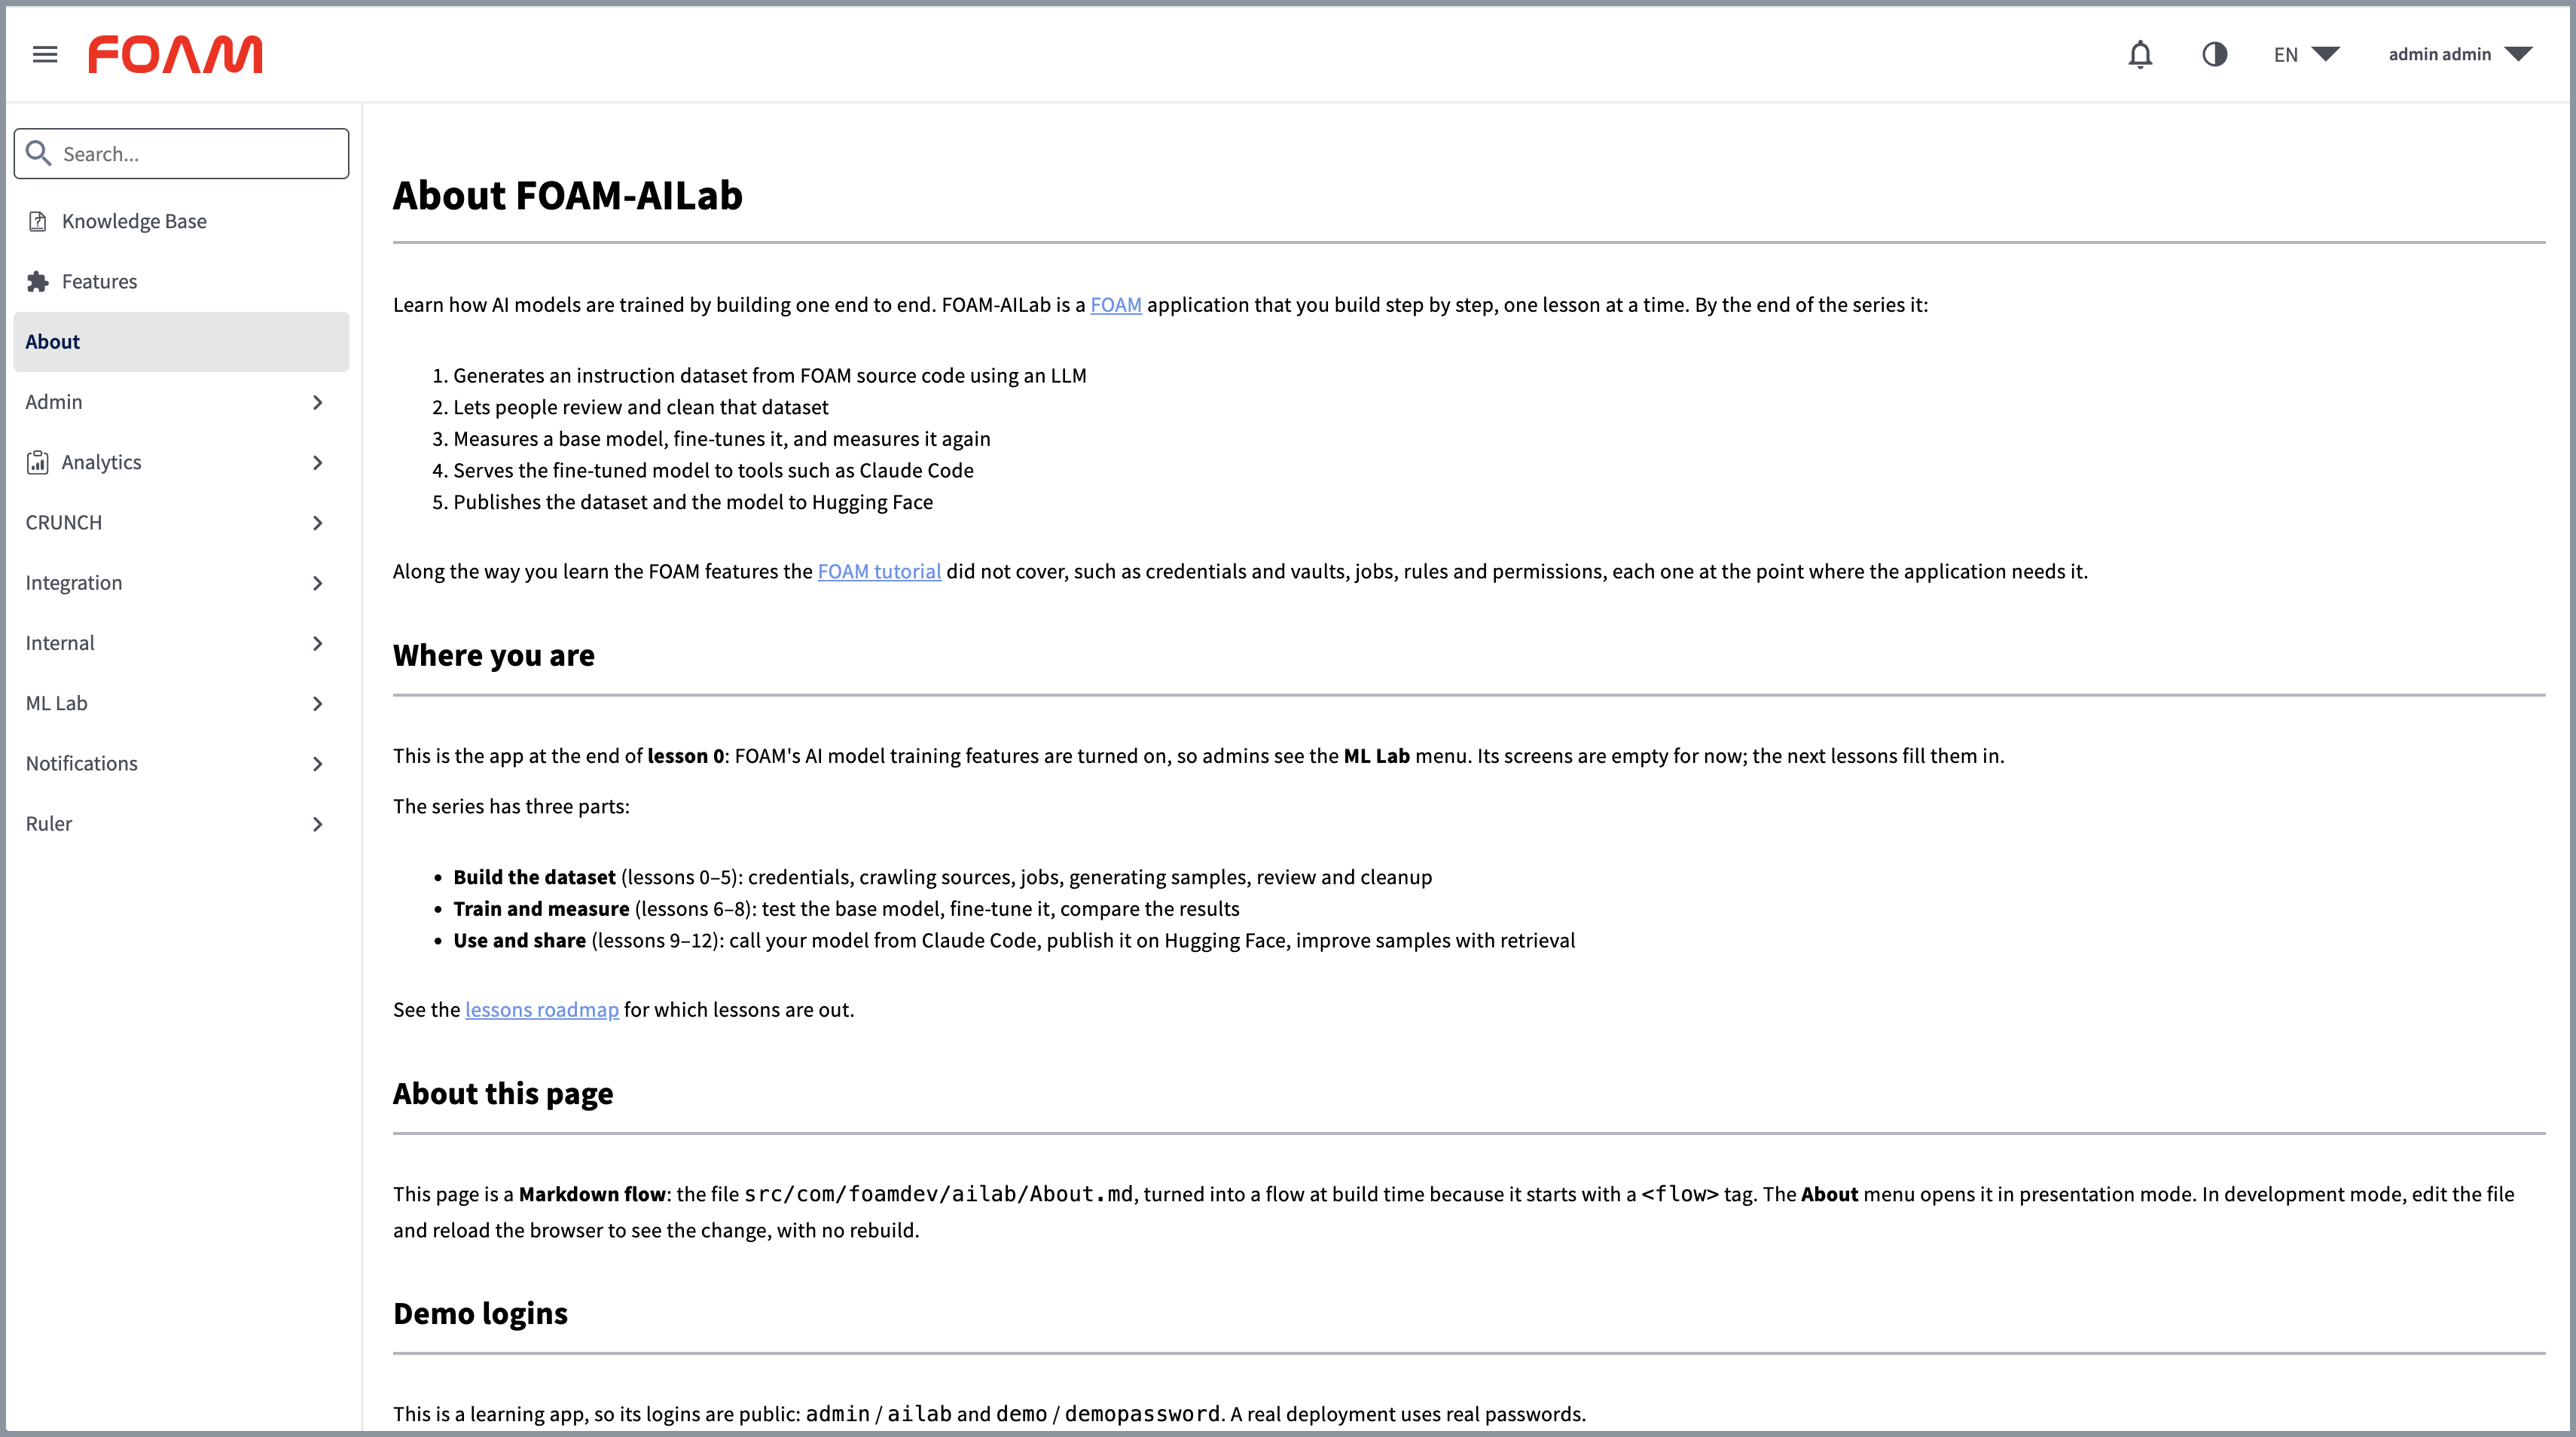 FOAM
EN
admin admin
Search...
Knowledge Base
Features
About
Admin
Analytics
CRUNCH
Integration
Internal
ML Lab
Notifications
Ruler
About FOAM-AILab
Learn how AI models are trained by building one end to end. FOAM-AILab is a FOAM application that you build step by step, one lesson at a time. By the end of the series it:
1. Generates an instruction dataset from FOAM source code using an LLM
2. Lets people review and clean that dataset
3. Measures a base model, fine-tunes it, and measures it again
4. Serves the fine-tuned model to tools such as Claude Code
5. Publishes the dataset and the model to Hugging Face
Along the way you learn the FOAM features the FOAM tutorial did not cover, such as credentials and vaults, jobs, rules and permissions, each one at the point where the application needs it.
Where you are
This is the app at the end of lesson 0: FOAM's AI model training features are turned on, so admins see the ML Lab menu. Its screens are empty for now; the next lessons fill them in.
The series has three parts:
• Build the dataset (lessons 0–5): credentials, crawling sources, jobs, generating samples, review and cleanup
• Train and measure (lessons 6–8): test the base model, fine-tune it, compare the results
• Use and share (lessons 9–12): call your model from Claude Code, publish it on Hugging Face, improve samples with retrieval
See the lessons roadmap for which lessons are out.
About this page
This page is a Markdown flow: the file src/com/foamdev/ailab/About.md, turned into a flow at build time because it starts with a <flow> tag. The About menu opens it in presentation mode. In development mode, edit the file
and reload the browser to see the change, with no rebuild.
Demo logins
This is a learning app, so its logins are public: admin / ailab and demo / demopassword. A real deployment uses real passwords.